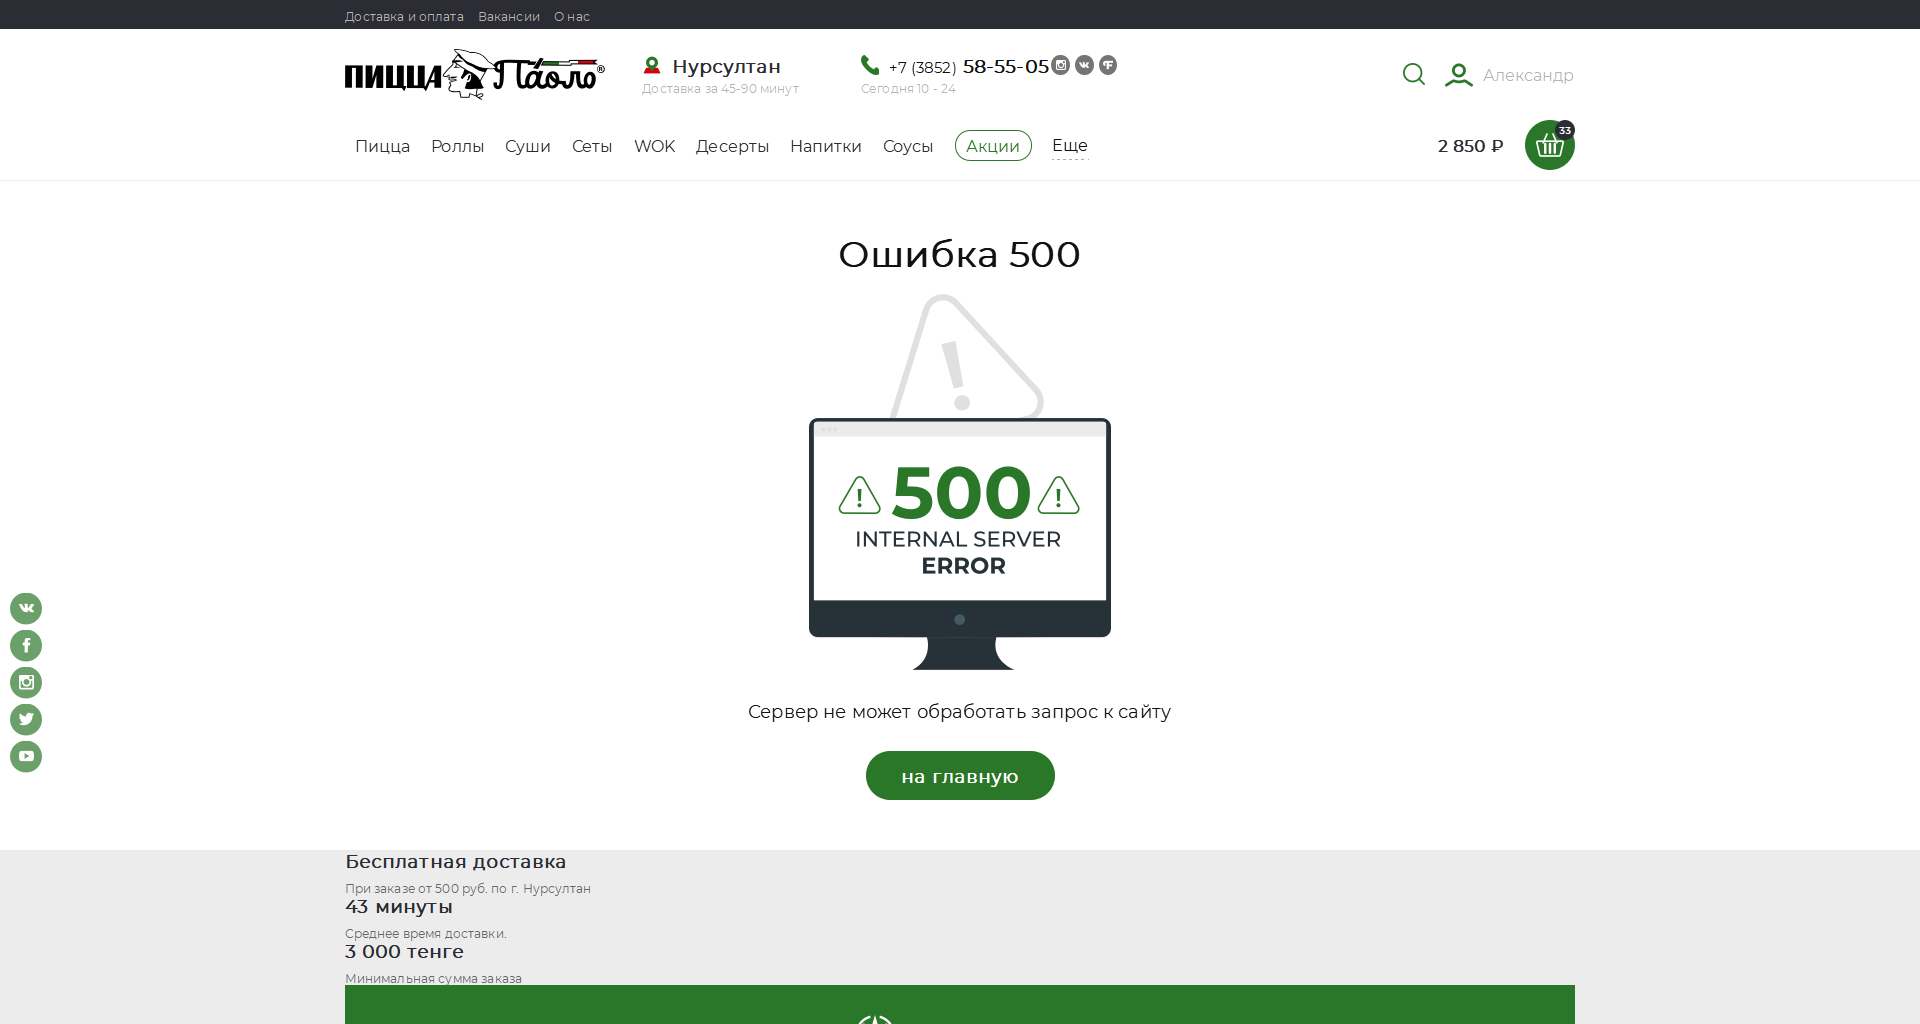 Доставка и оплата Вакансии О нас
ПИЦЦА Паоло®
Нурсултан
Доставка за 45-90 минут
+7 (3852) 58-55-05
Сегодня 10 - 24
Александр
Пицца Роллы Суши Сеты WOK Десерты Напитки Соусы Акции Еще
2 850 ₽
33
Ошибка 500
500
INTERNAL SERVER
ERROR
Сервер не может обработать запрос к сайту
на главную
Бесплатная доставка
При заказе от 500 руб. по г. Нурсултан
43 минуты
Среднее время доставки.
3 000 тенге
Минимальная сумма заказа